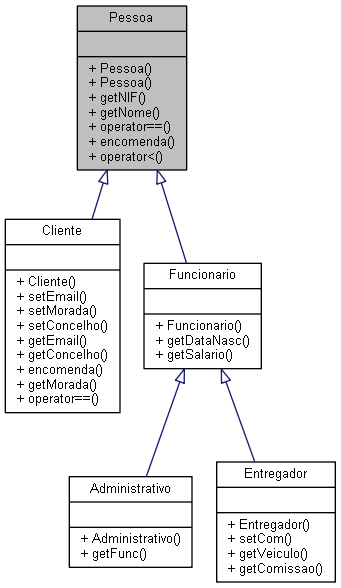 Pessoa
+ Pessoa()
+ Pessoa()
+ getNIF()
+ getNome()
+ operator==()
+ encomenda()
+ operator<()
Cliente
+ Cliente()
+ setEmail()
+ setMorada()
+ setConcelho()
+ getEmail()
+ getConcelho()
+ encomenda()
+ getMorada()
+ operator==()
Funcionario
+ Funcionario()
+ getDataNasc()
+ getSalario()
Administrativo
+ Administrativo()
+ getFunc()
Entregador
+ Entregador()
+ setCom()
+ getVeiculo()
+ getComissao()